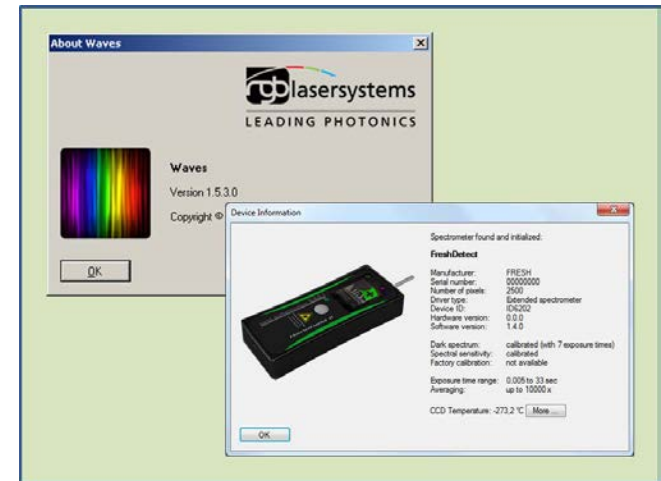 About Waves
rgb lasersystems
LEADING PHOTONICS
Waves
Version 1.5.3.0
Copyright ©
OK
Device Information
Spectrometer found and initialized:
FreshDetect
Manufacturer: FRESH
Serial number: 00000000
Number of pixels: 2500
Driver type: Extended spectrometer
Device ID: ID6202
Hardware version: 0.0.0
Software version: 1.4.0
Dark spectrum: calibrated (with 7 exposure times)
Spectral sensitivity: calibrated
Factory calibration: not available
Exposure time range: 0,005 to 33 sec
Averaging: up to 10000 x
CCD Temperature: -273,2 °C More ...
OK